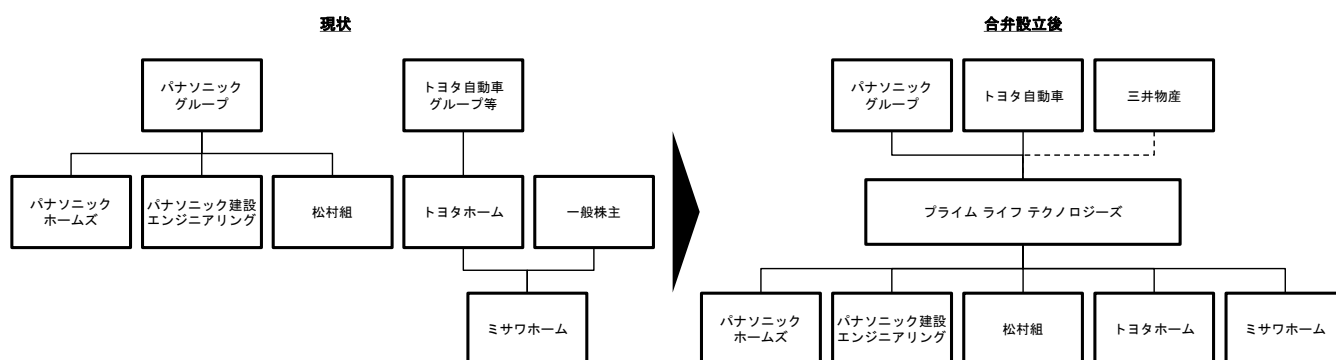 現状
パナソニック
グループ
トヨタ自動車
グループ等
パナソニック
ホームズ
パナソニック建設
エンジニアリング
松村組
トヨタホーム
一般株主
ミサワホーム
合弁設立後
パナソニック
グループ
トヨタ自動車
三井物産
プライム ライフ テクノロジーズ
パナソニック
ホームズ
パナソニック建設
エンジニアリング
松村組
トヨタホーム
ミサワホーム